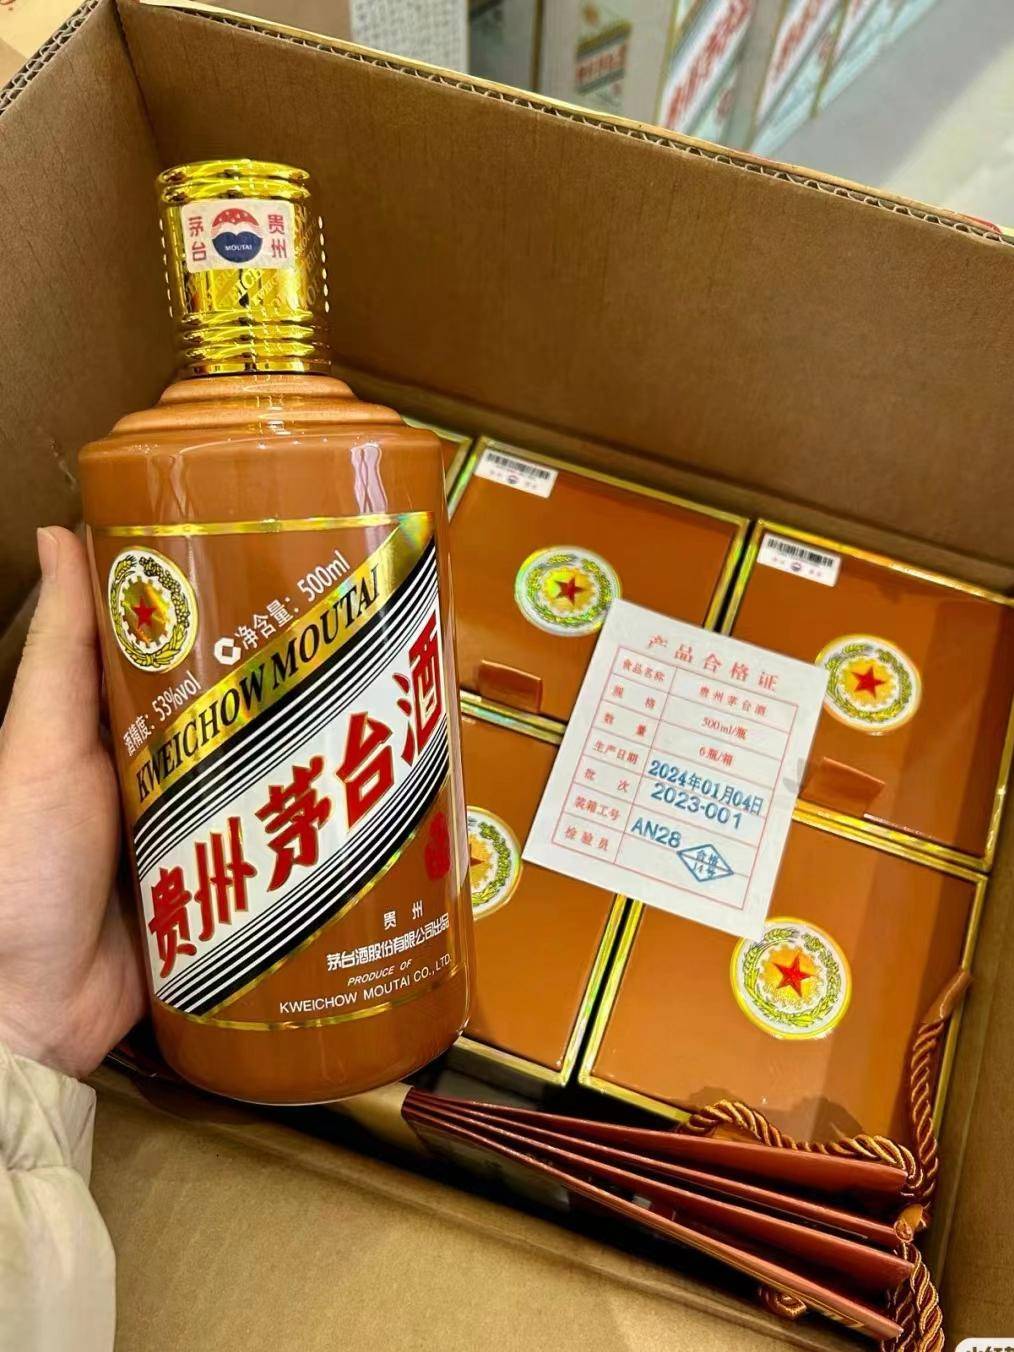 茅台
贵州
MOUTAI
净含量：500ml
酒精度：53%vol
KWEICHOW MOUTAI
贵州茅台酒
贵州
茅台酒股份有限公司出品
PRODUCE OF
KWEICHOW MOUTAI CO., LTD.
产品合格证
食品名称 贵州茅台酒
规格 500ml/瓶
数量 6瓶/箱
生产日期 2024年01月04日
批次 2023-001
装箱工号 AN28
检验员 合格